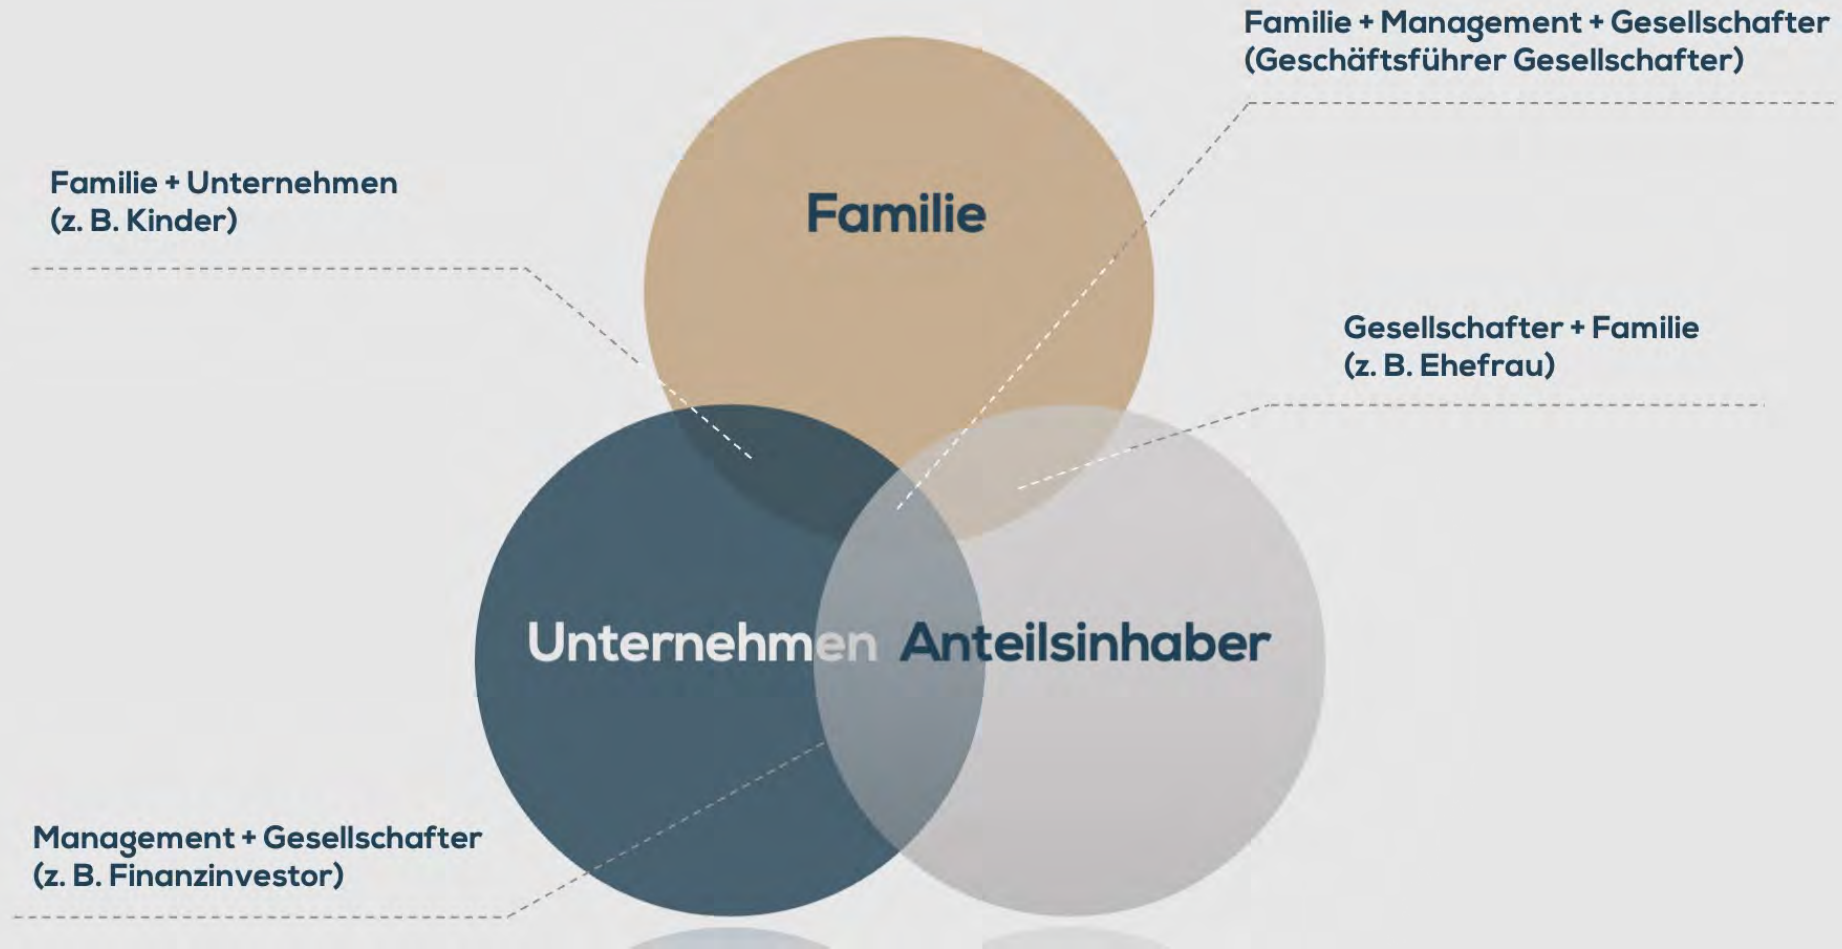 Familie + Management + Gesellschafter
(Geschäftsführer Gesellschafter)
Familie + Unternehmen
(z. B. Kinder)
Familie
Gesellschafter + Familie
(z. B. Ehefrau)
Unternehmen Anteilsinhaber
Management + Gesellschafter
(z. B. Finanzinvestor)